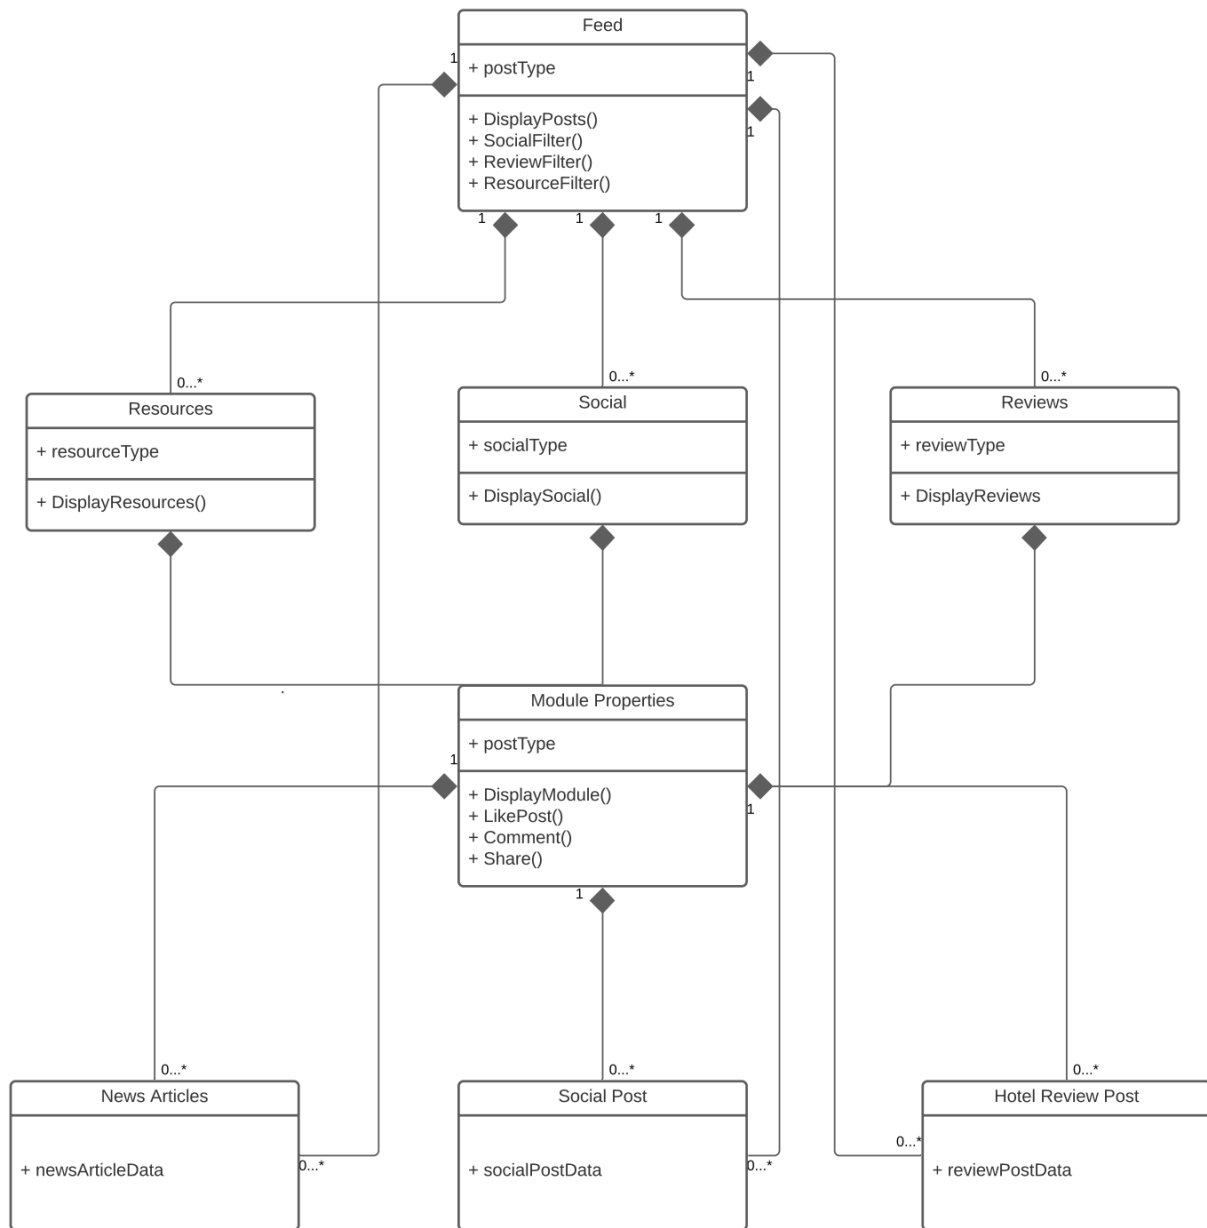 Feed
1
+ postType
1
+ DisplayPosts()
1
+ SocialFilter()
+ ReviewFilter()
+ ResourceFilter()
1
1
1
0...*
0...*
0...*
Resources
Social
Reviews
+ resourceType
+ socialType
+ reviewType
+ DisplayResources()
+ DisplaySocial()
+ DisplayReviews
.
Module Properties
+ postType
1
+ DisplayModule()
1
+ LikePost()
+ Comment()
+ Share()
1
0...*
0...*
0...*
News Articles
Social Post
Hotel Review Post
0...*
+ newsArticleData
0...*
+ socialPostData
0...*
+ reviewPostData